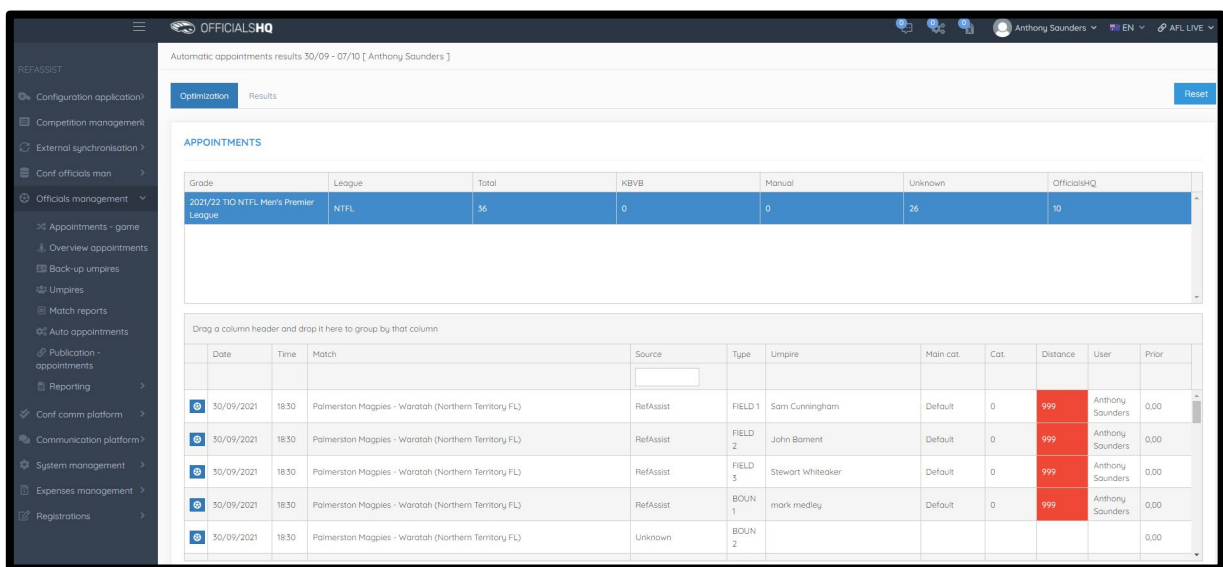 OFFICIALSHQ
0 0 0 Anthony Saunders EN AFL LIVE
Automatic appointments results 30/09 - 07/10 [ Anthony Saunders ]
REFASSIST
Configuration application
Competition management
External synchronisation
Conf officials man
Officials management
Appointments - game
Overview appointments
Back-up umpires
Umpires
Match reports
Auto appointments
Publication -
appointments
Reporting
Conf comm platform
Communication platform
System management
Expenses management
Registrations
Optimization Results Reset
APPOINTMENTS
Grade League Total KBVB Manual Unknown OfficialsHQ
2021/22 TIO NTFL Men's Premier
League NTFL 36 0 0 26 10
Drag a column header and drop it here to group by that column
Date Time Match Source Type Umpire Main cat. Cat. Distance User Prior
30/09/2021 18:30 Palmerston Magpies - Waratah (Northern Territory FL) RefAssist FIELD 1 Sam Cunningham Default 0 999 Anthony Saunders 0,00
30/09/2021 18:30 Palmerston Magpies - Waratah (Northern Territory FL) RefAssist FIELD 2 John Bament Default 0 999 Anthony Saunders 0,00
30/09/2021 18:30 Palmerston Magpies - Waratah (Northern Territory FL) RefAssist FIELD 3 Stewart Whiteaker Default 0 999 Anthony Saunders 0,00
30/09/2021 18:30 Palmerston Magpies - Waratah (Northern Territory FL) RefAssist BOUN 1 mark medley Default 0 999 Anthony Saunders 0,00
30/09/2021 18:30 Palmerston Magpies - Waratah (Northern Territory FL) Unknown BOUN 2 0,00